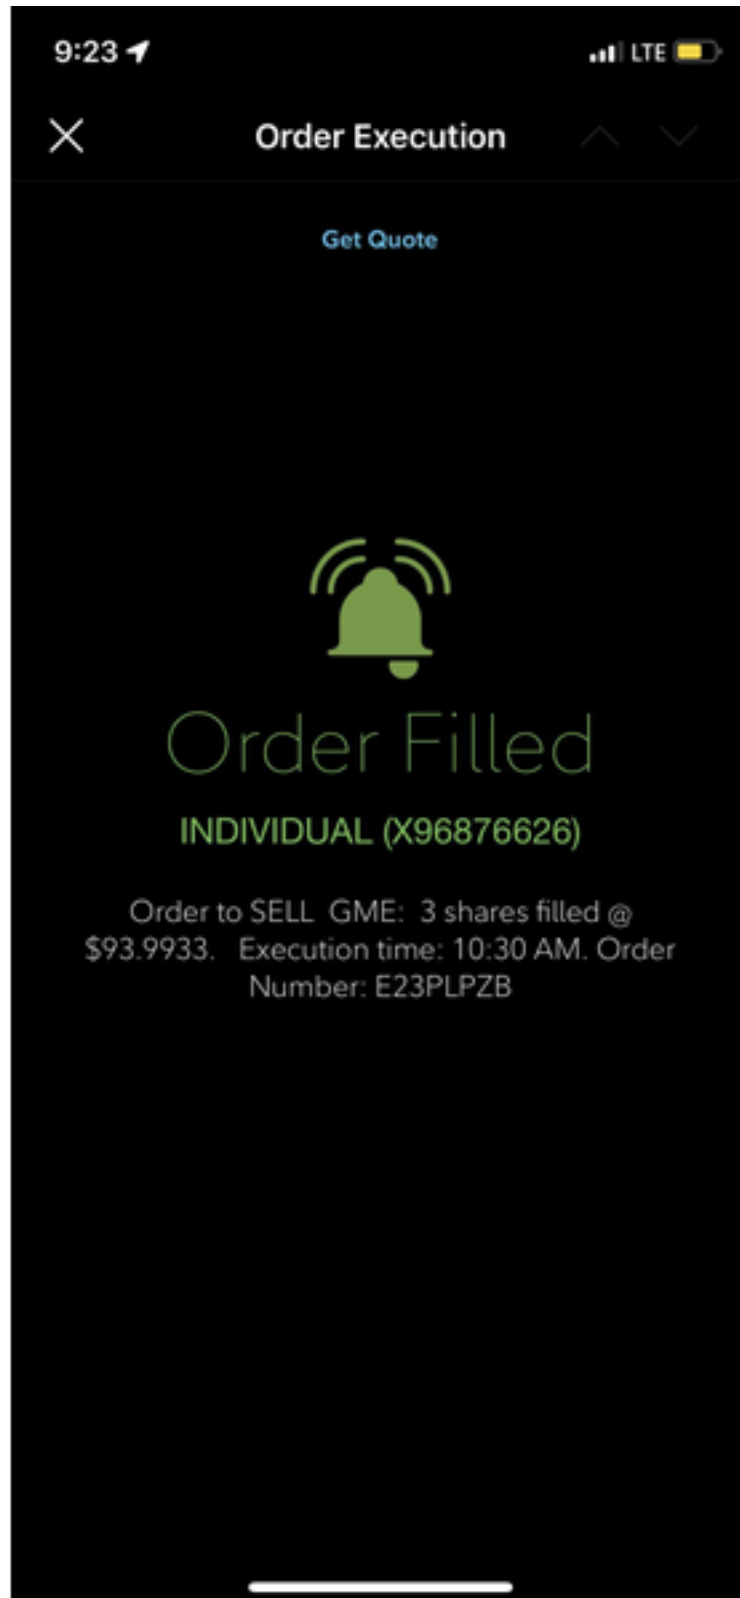 9:23
LTE
Order Execution
Get Quote
Order Filled
INDIVIDUAL (X96876626)
Order to SELL  GME:  3 shares filled @
$93.9933.   Execution time: 10:30 AM. Order
Number: E23PLPZB